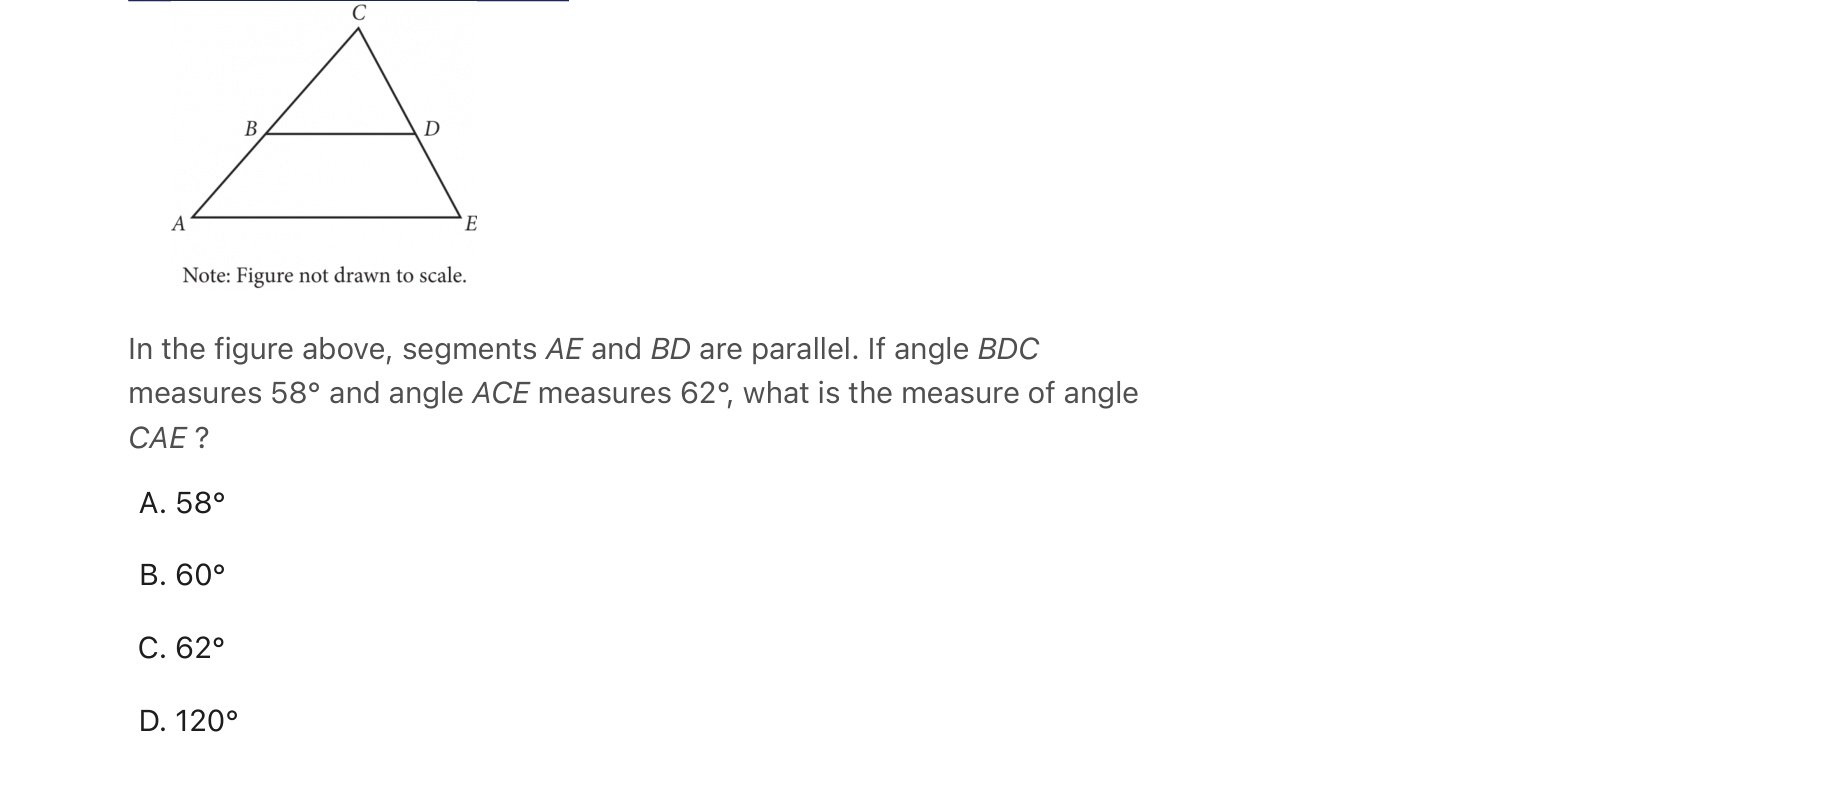 C
B
D
A
E
Note: Figure not drawn to scale.
In the figure above, segments AE and BD are parallel. If angle BDC
measures 58° and angle ACE measures 62°, what is the measure of angle
CAE ?
A. 58°
B. 60°
C. 62°
D. 120°